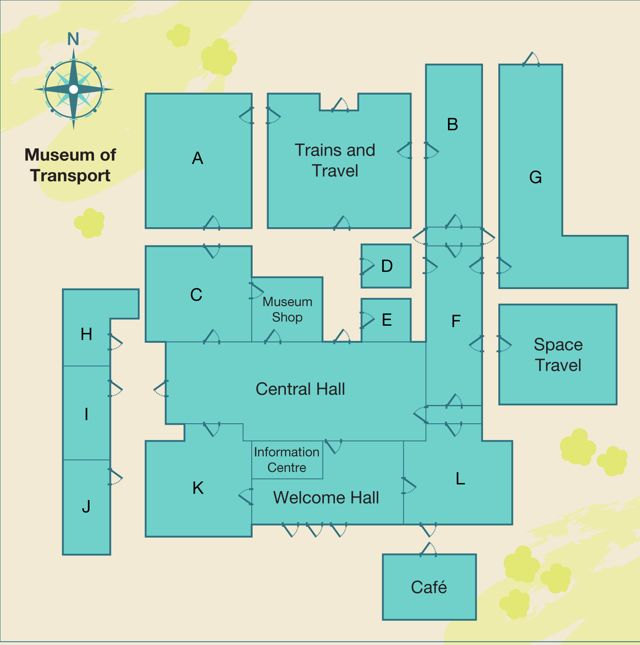 N
Museum of
Transport
A
Trains and
Travel
B
G
C
Museum
Shop
D
E
F
Space
Travel
H
I
J
Central Hall
Information
Centre
K
Welcome Hall
L
Café